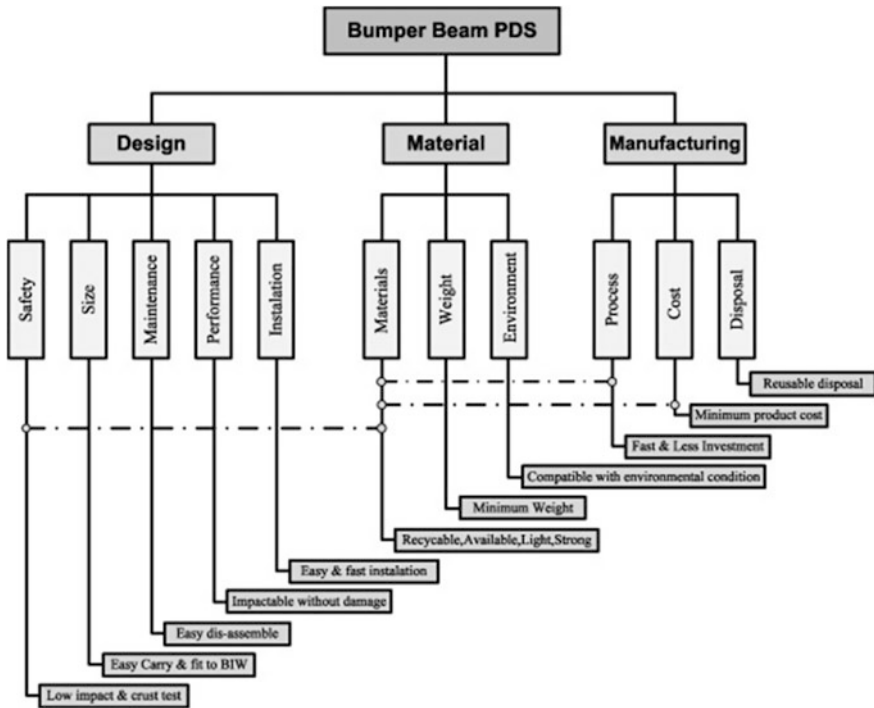 Bumper Beam PDS
Design
Material
Manufacturing
Safety
Size
Maintenance
Performance
Instalation
Materials
Weight
Environment
Process
Cost
Disposal
Reusable disposal
Minimum product cost
Fast & Less Investment
Compatible with environmental condition
Minimum Weight
Recycable,Available,Light,Strong
Easy & fast instalation
Impactable without damage
Easy dis-assemble
Easy Carry & fit to BIW
Low impact & crust test